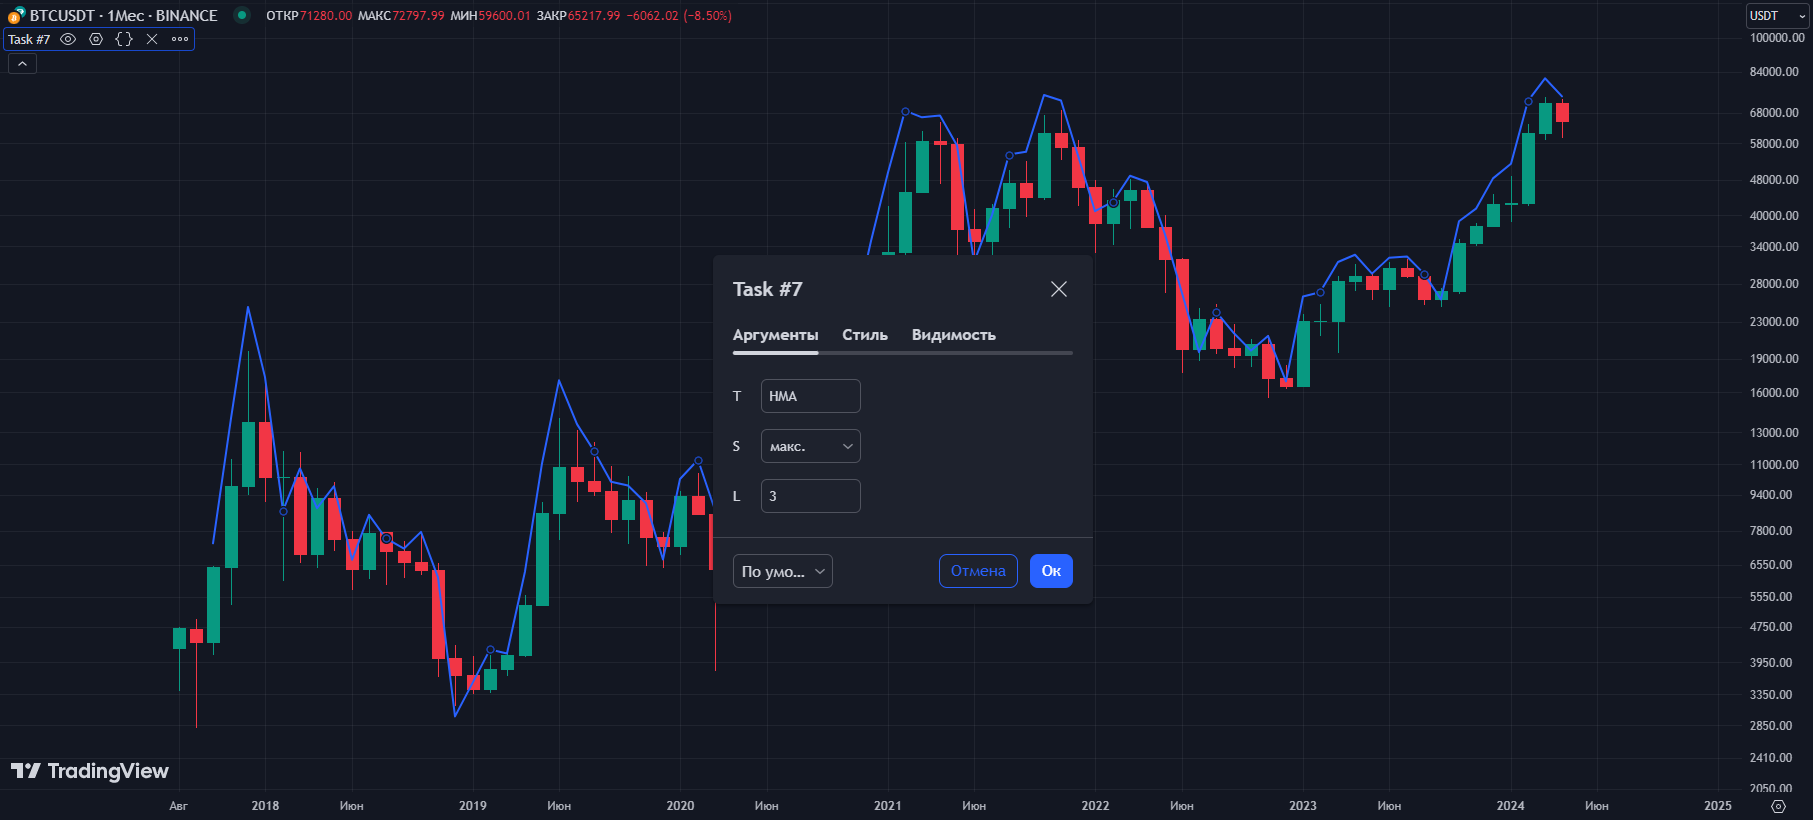 BTCUSDT · 1Мес · BINANCE ОТКР71280.00 МАКС72797.99 МИН59600.01 ЗАКР65217.99 −6062.02 (−8.50%)
USDT
Task #7
100000.00
84000.00
68000.00
58000.00
48000.00
40000.00
34000.00
28000.00
23000.00
19000.00
16000.00
13000.00
11000.00
9400.00
7800.00
6550.00
5550.00
4750.00
3950.00
3350.00
2850.00
2410.00
2050.00
Task #7
Аргументы Стиль Видимость
T HMA
S макс.
L 3
По умо...
Отмена
Ок
TradingView
Авг 2018 Июн 2019 Июн 2020 Июн 2021 Июн 2022 Июн 2023 Июн 2024 Июн 2025